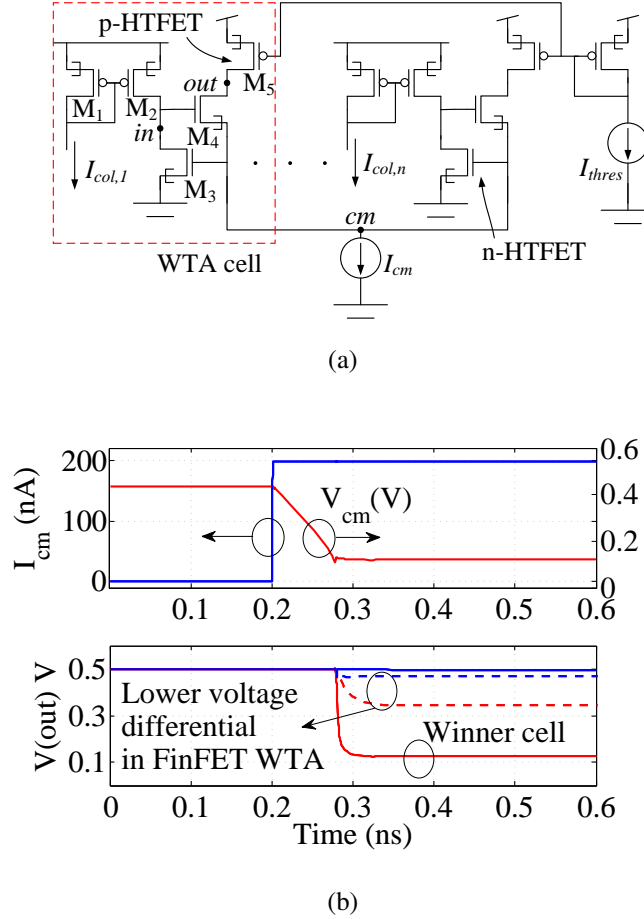 p-HTFET
out
M5
M1
M2
in
M4
Icol,1
M3
. . .
Icol,n
Ithres
cm
WTA cell
Icm
n-HTFET
(a)
Icm (nA)
200
100
0
0.6
0.4
0.2
0
Vcm(V)
0.1 0.2 0.3 0.4 0.5 0.6
V(out) V
0.5
0.3
0.1
Lower voltage
differential
in FinFET WTA
Winner cell
0 0.1 0.2 0.3 0.4 0.5 0.6
Time (ns)
(b)